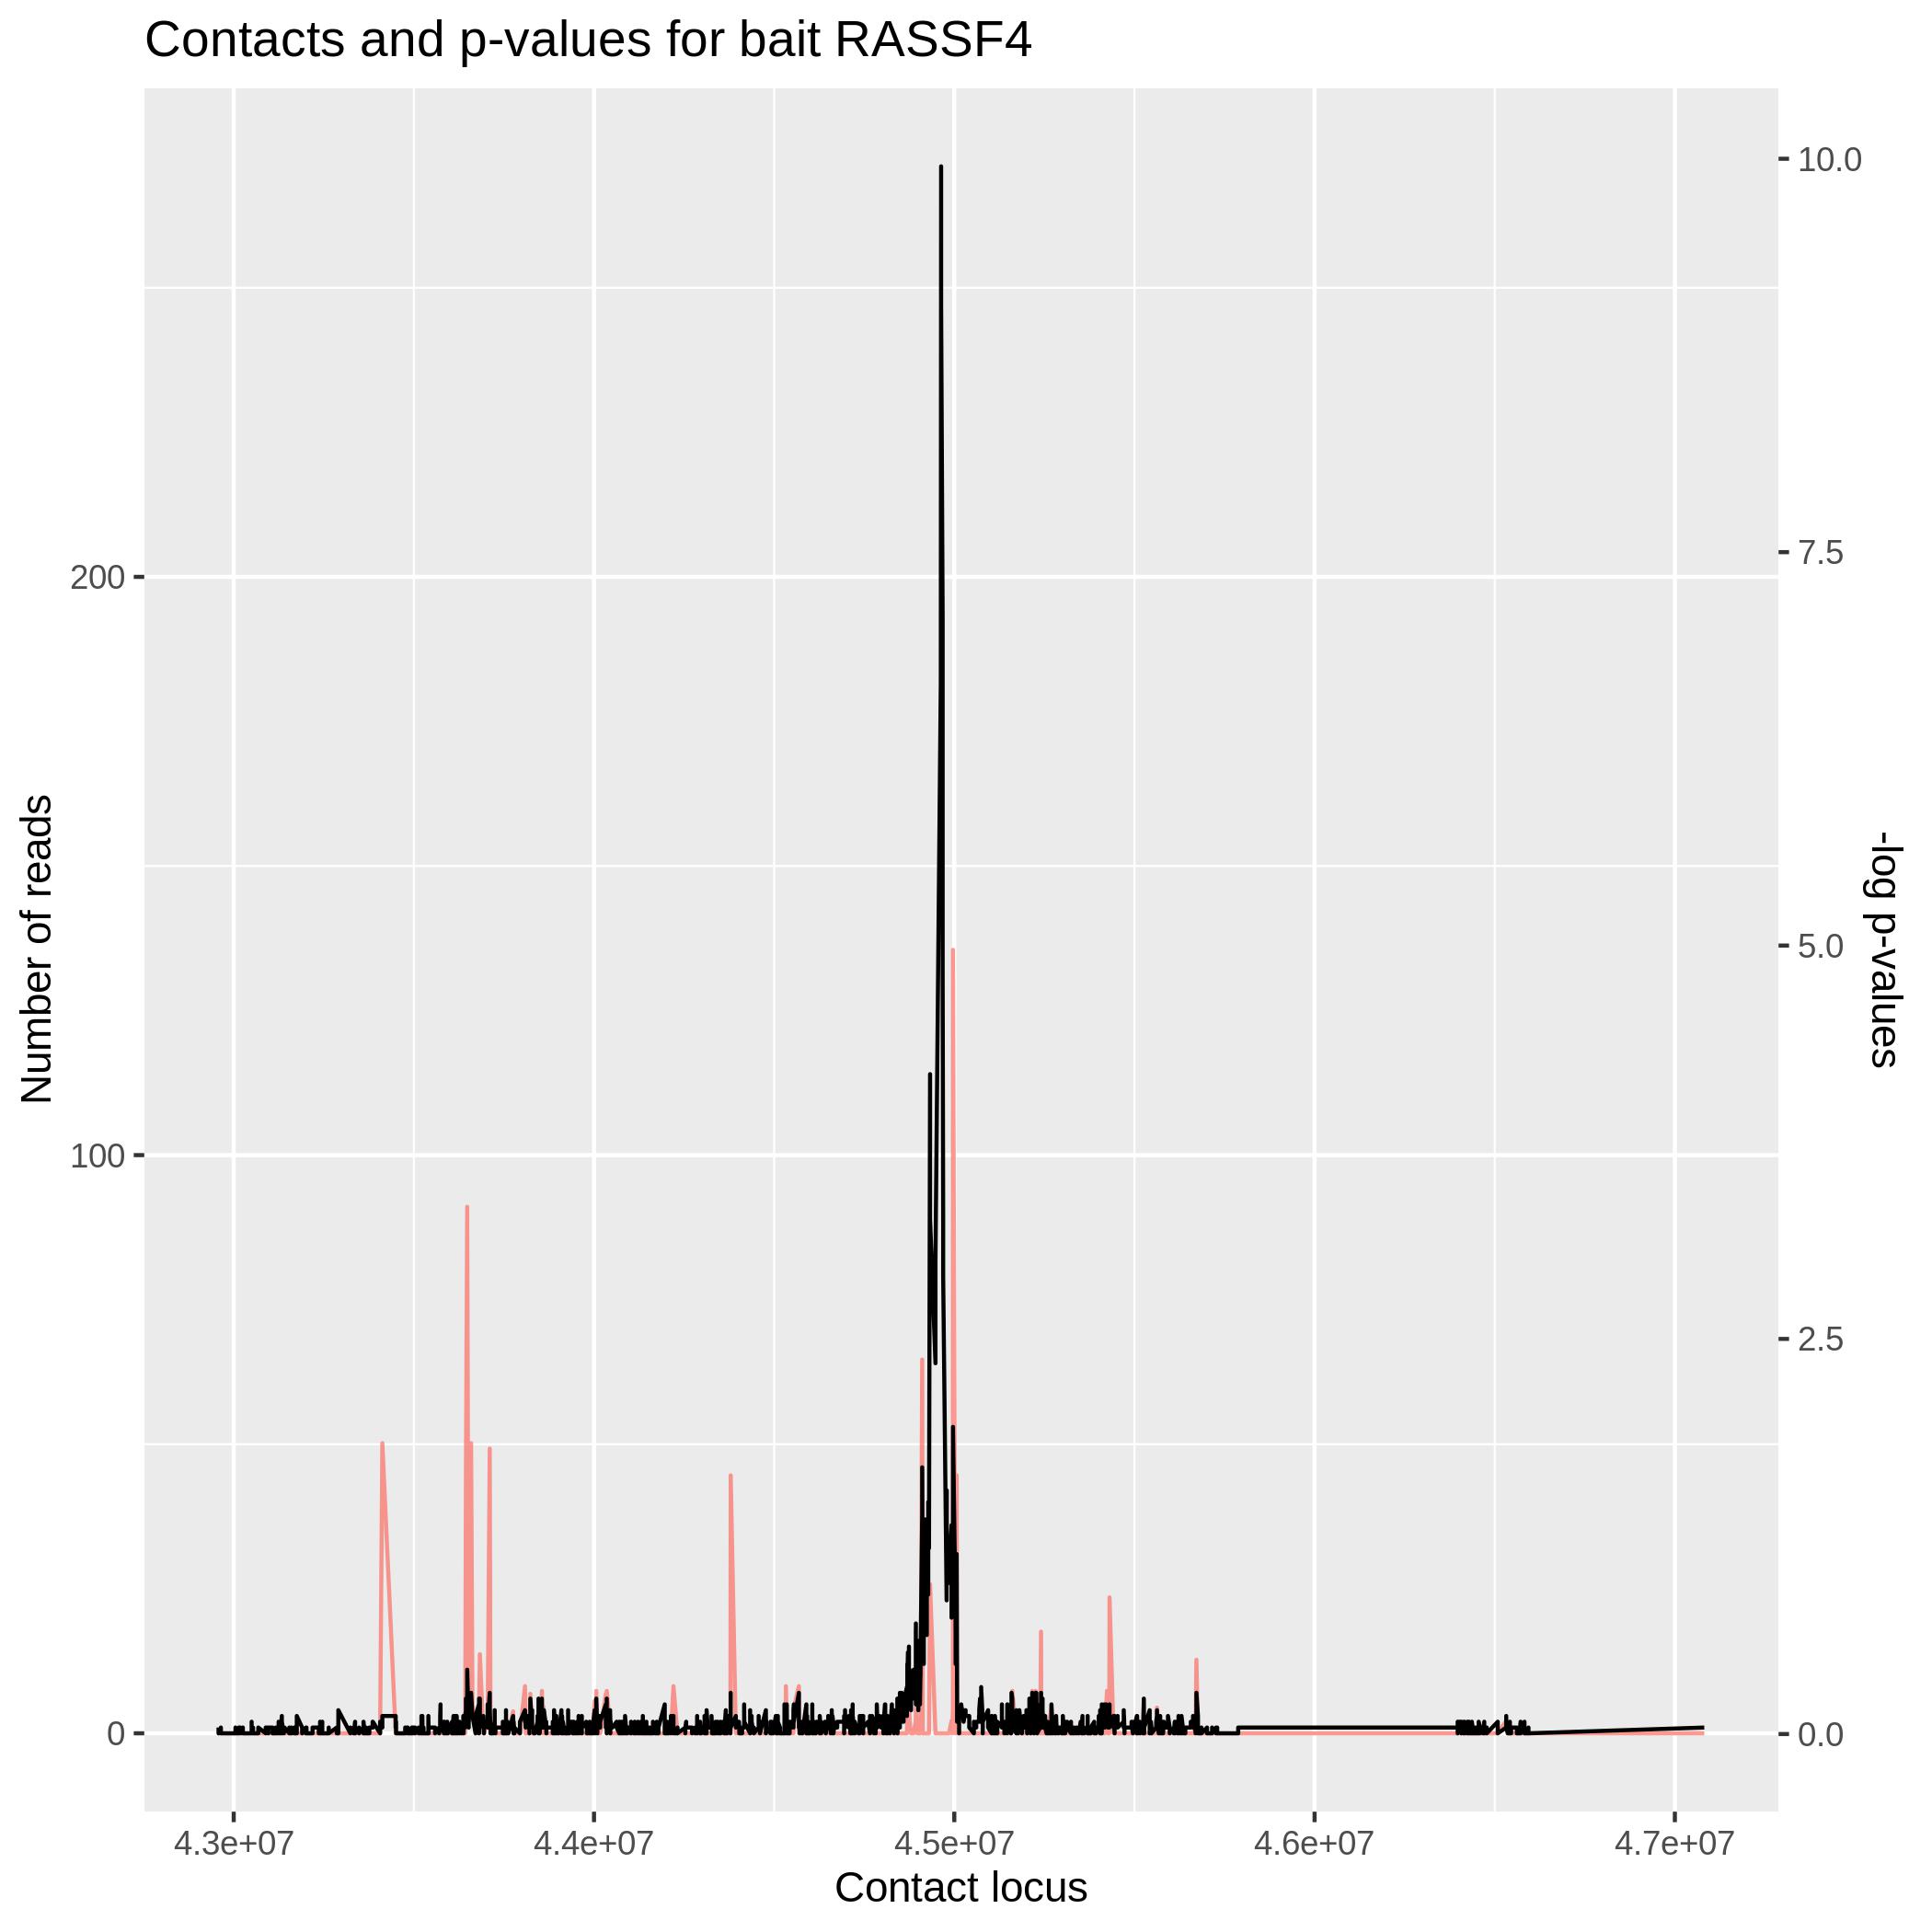 Contacts and p-values for bait RASSF4
10.0
7.5
5.0
2.5
0.0
200
100
0
Number of reads
-log p-values
4.3e+07 4.4e+07 4.5e+07 4.6e+07 4.7e+07
Contact locus